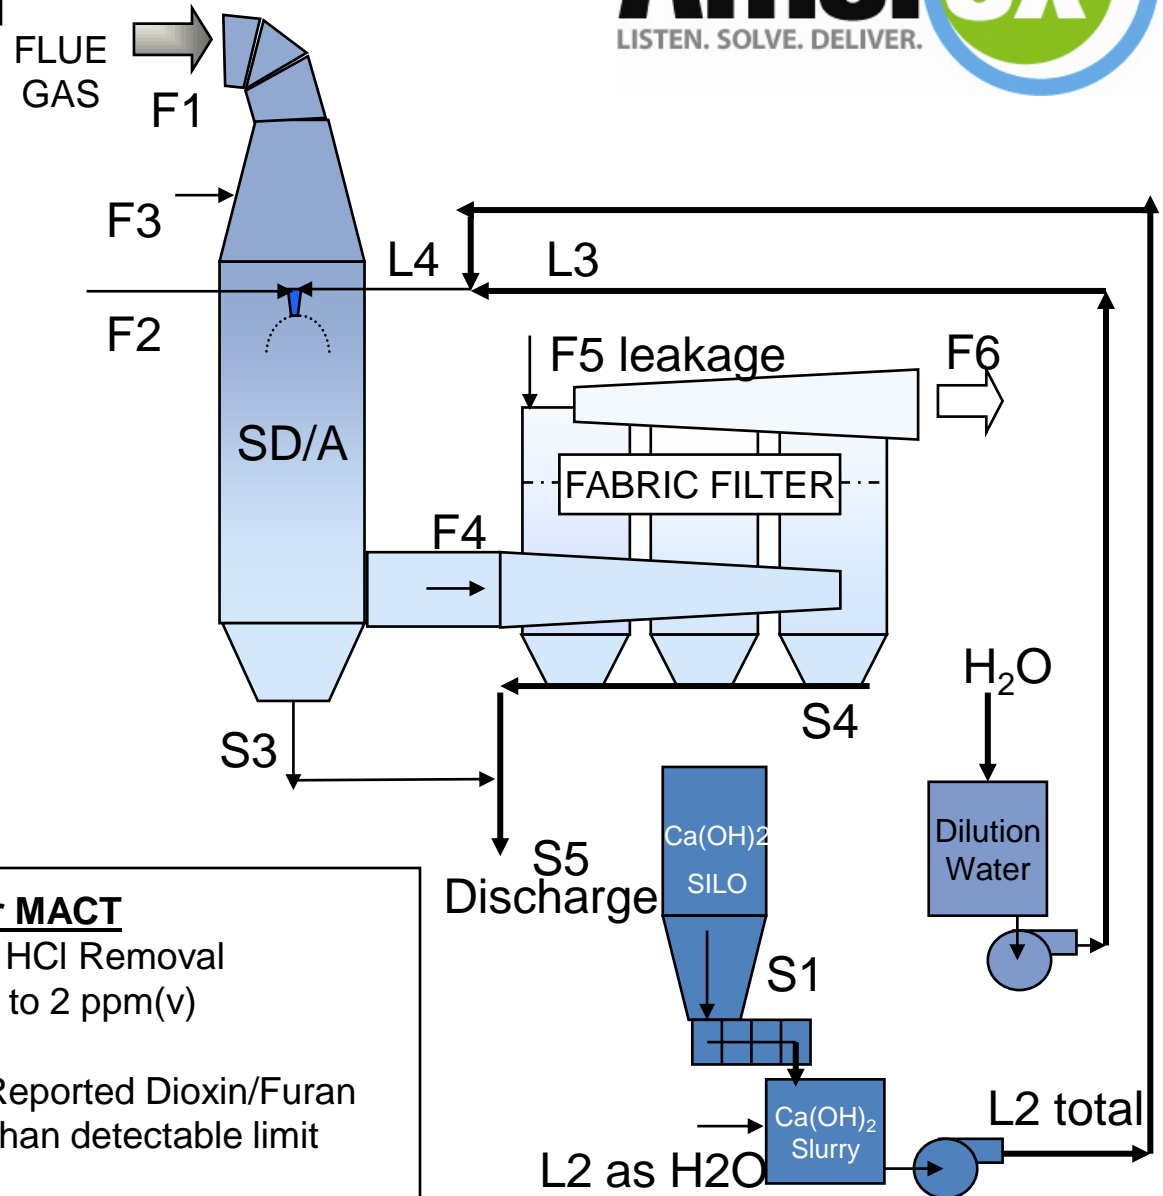 LISTEN. SOLVE. DELIVER.
FLUE
GAS
F1
F3
L4
L3
F2
F5 leakage
F6
SD/A
FABRIC FILTER
F4
H₂O
S4
S3
Ca(OH)2
SILO
Dilution
Water
S5
Discharge
S1
MACT
HCl Removal
to 2 ppm(v)
Reported Dioxin/Furan
than detectable limit
Ca(OH)₂
Slurry
L2 total
L2 as H2O